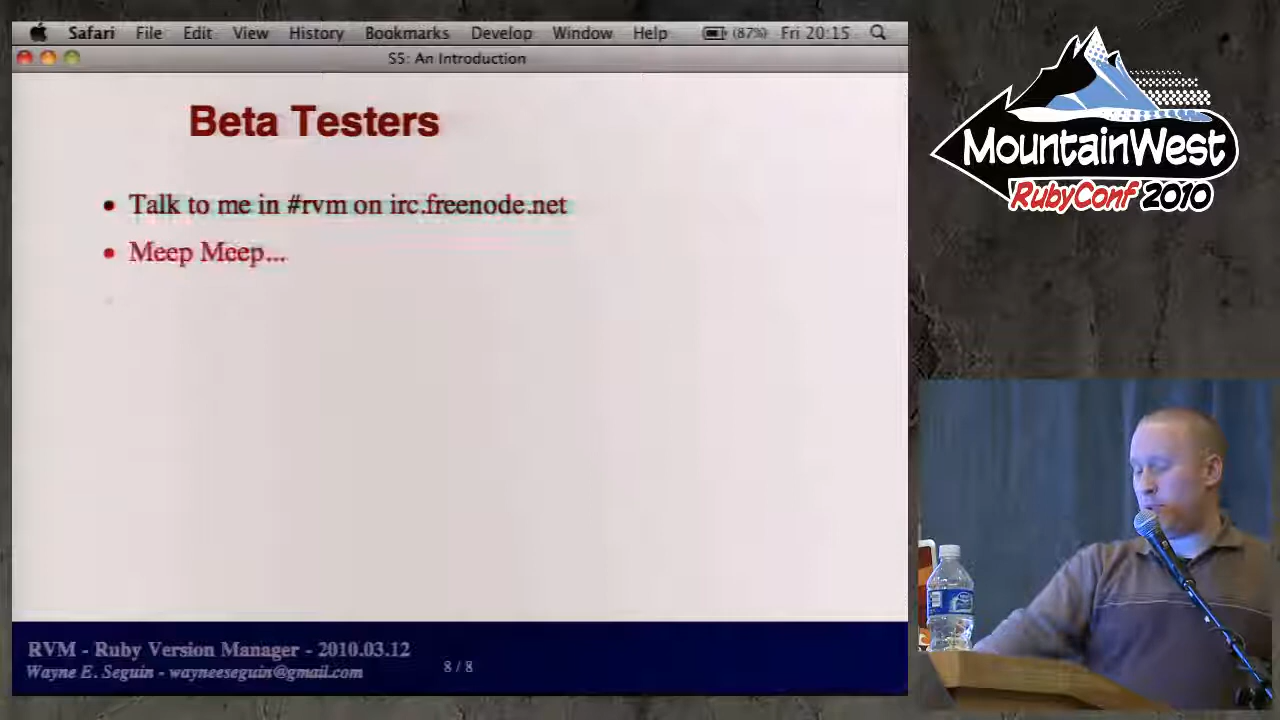 Safari File Edit View History Bookmarks Develop Window Help (87%) Fri 20:15
S5: An Introduction
Beta Testers
• Talk to me in #rvm on irc.freenode.net
• Meep Meep...
RVM - Ruby Version Manager - 2010.03.12
Wayne E. Seguin - wayneeseguin@gmail.com
8 / 8
MountainWest
RubyConf 2010